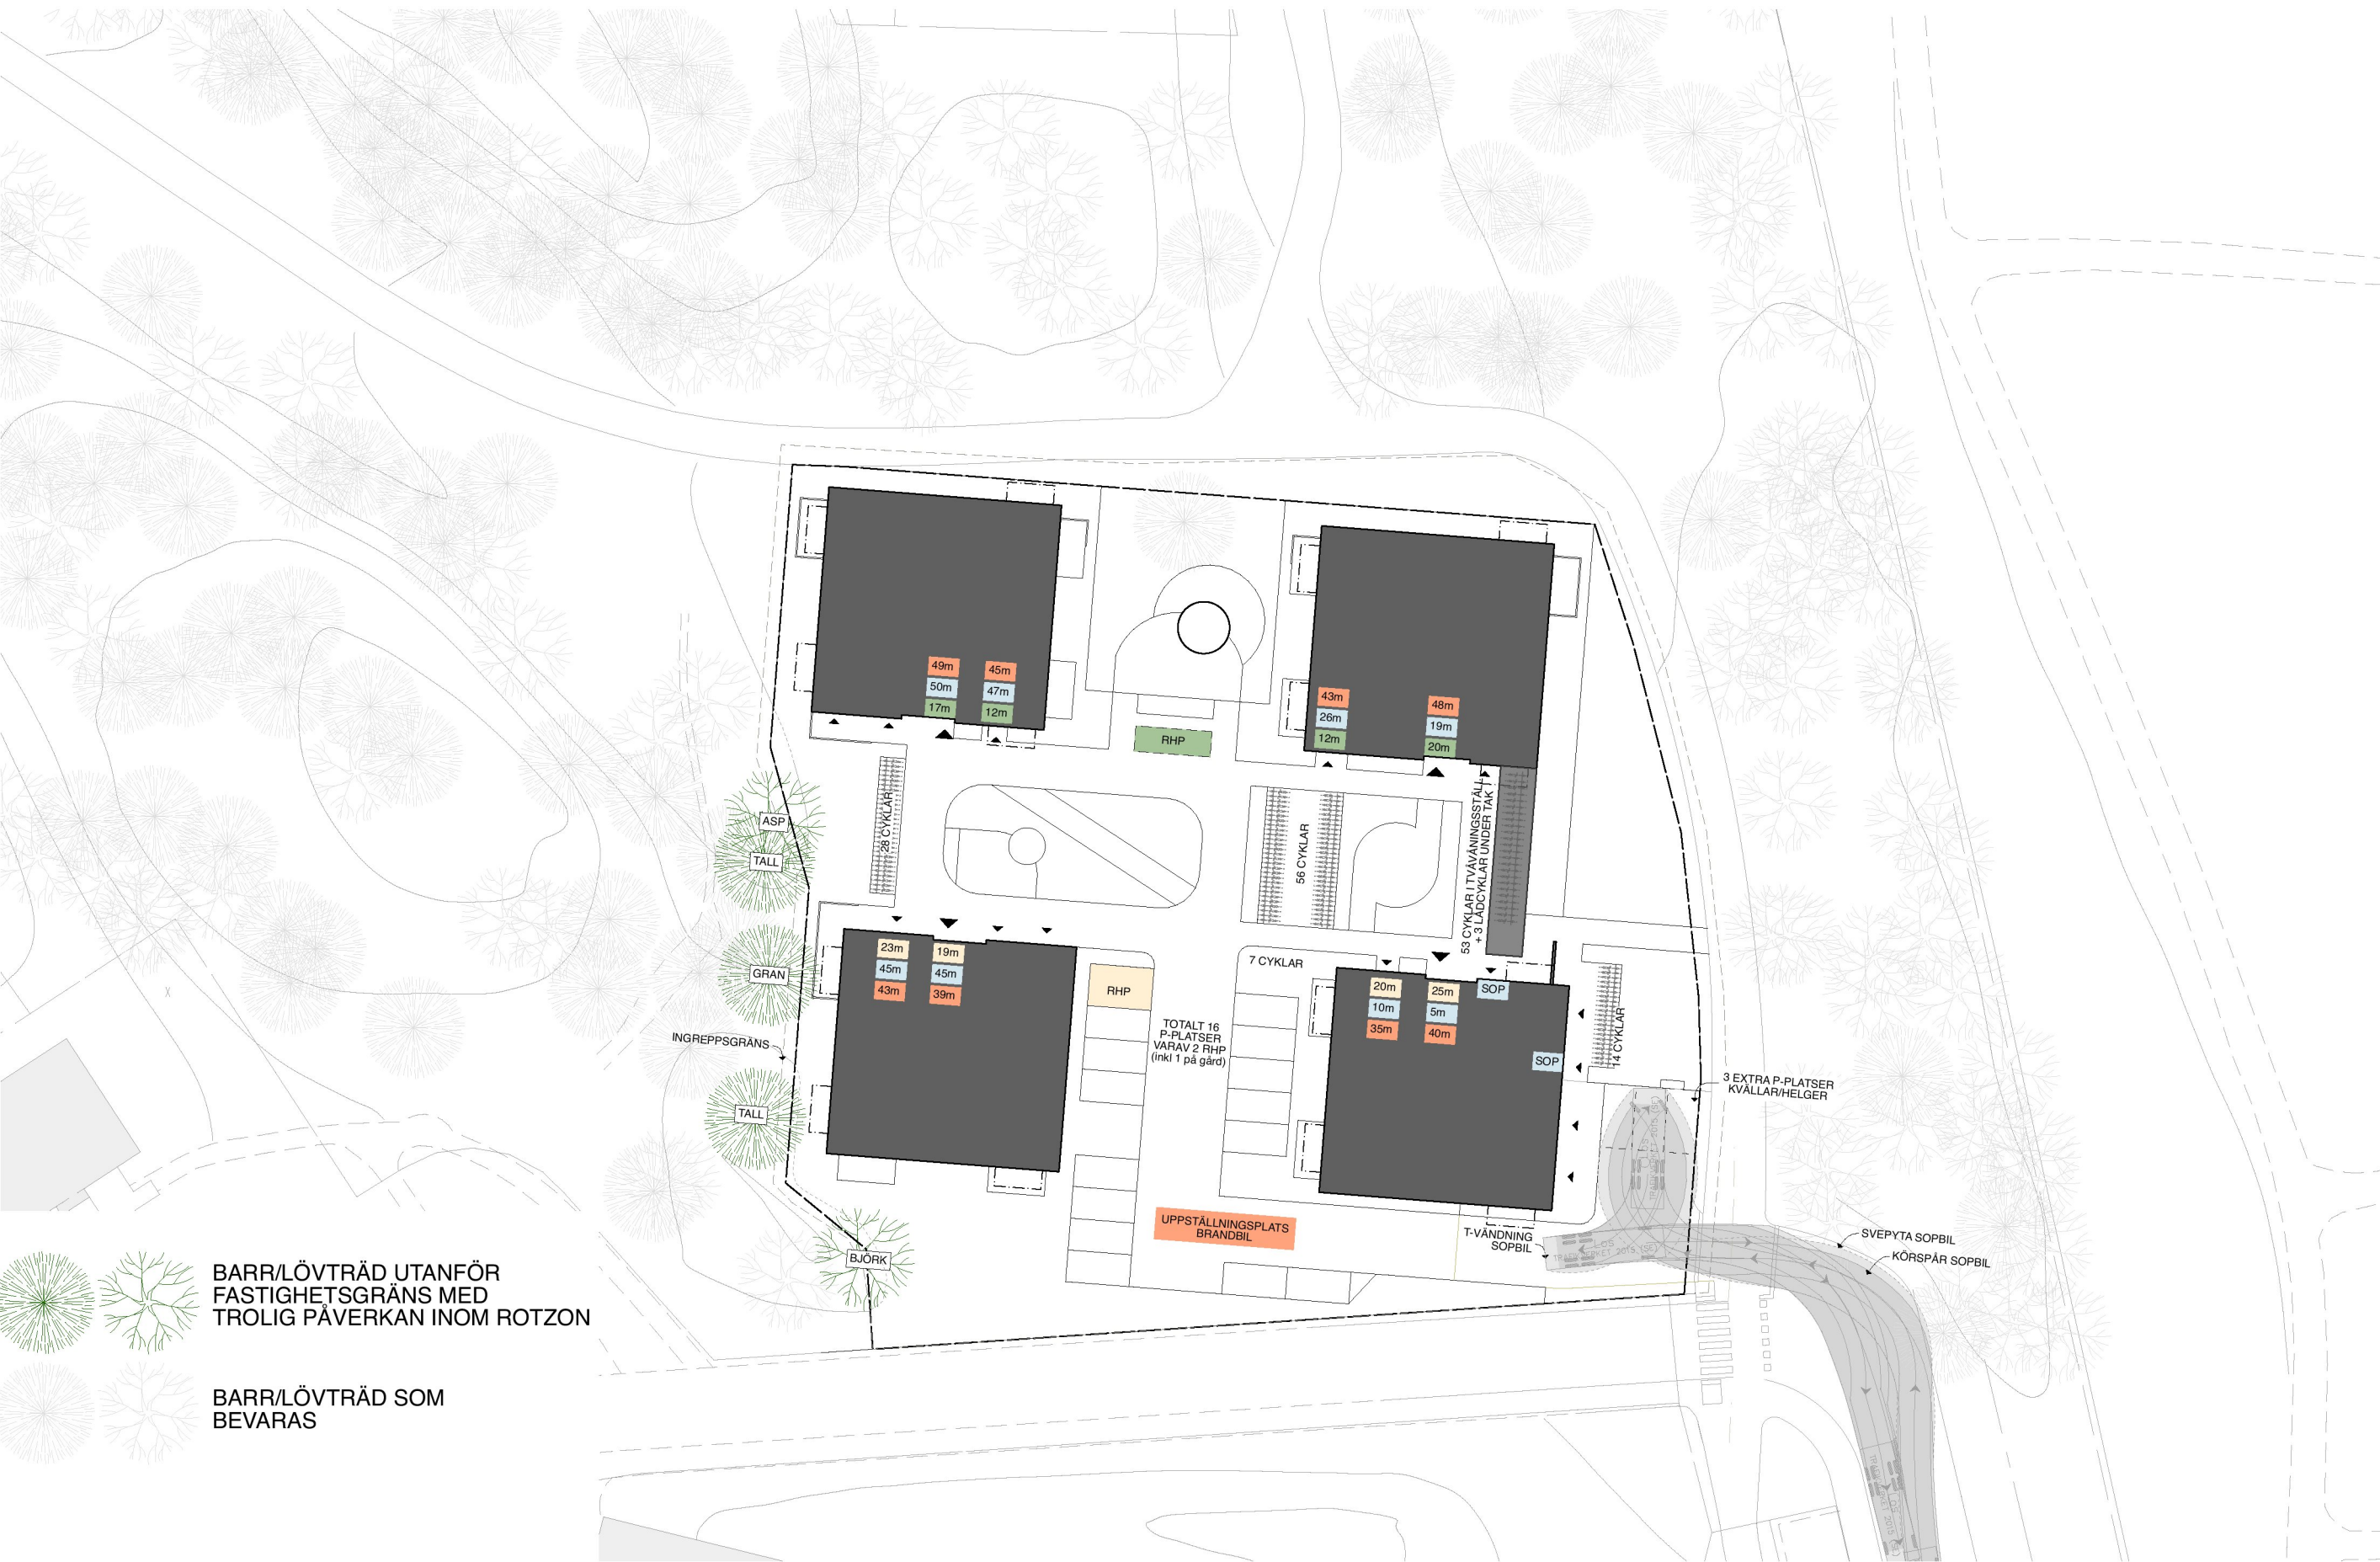 49m
50m
17m
45m
47m
12m
43m
26m
12m
48m
19m
20m
RHP
ASP
TALL
28 CYKLAR
56 CYKLAR
53 CYKLAR I TVÅVÅNINGSSTÄLL
+ 3 LÅDCYKLAR UNDER TAK
GRAN
23m
45m
43m
19m
45m
39m
RHP
7 CYKLAR
20m
10m
35m
25m
5m
40m
SOP
SOP
14 CYKLAR
INGREPPSGRÄNS
TOTALT 16
P-PLATSER
VARAV 2 RHP
(inkl 1 på gård)
TALL
3 EXTRA P-PLATSER
KVÄLLAR/HELGER
UPPSTÄLLNINGSPLATS
BRANDBIL
T-VÄNDNING
SOPBIL
SVEPYTA SOPBIL
KÖRSPÅR SOPBIL
BJÖRK
BARR/LÖVTRÄD UTANFÖR
FASTIGHETSGRÄNS MED
TROLIG PÅVERKAN INOM ROTZON
BARR/LÖVTRÄD SOM
BEVARAS